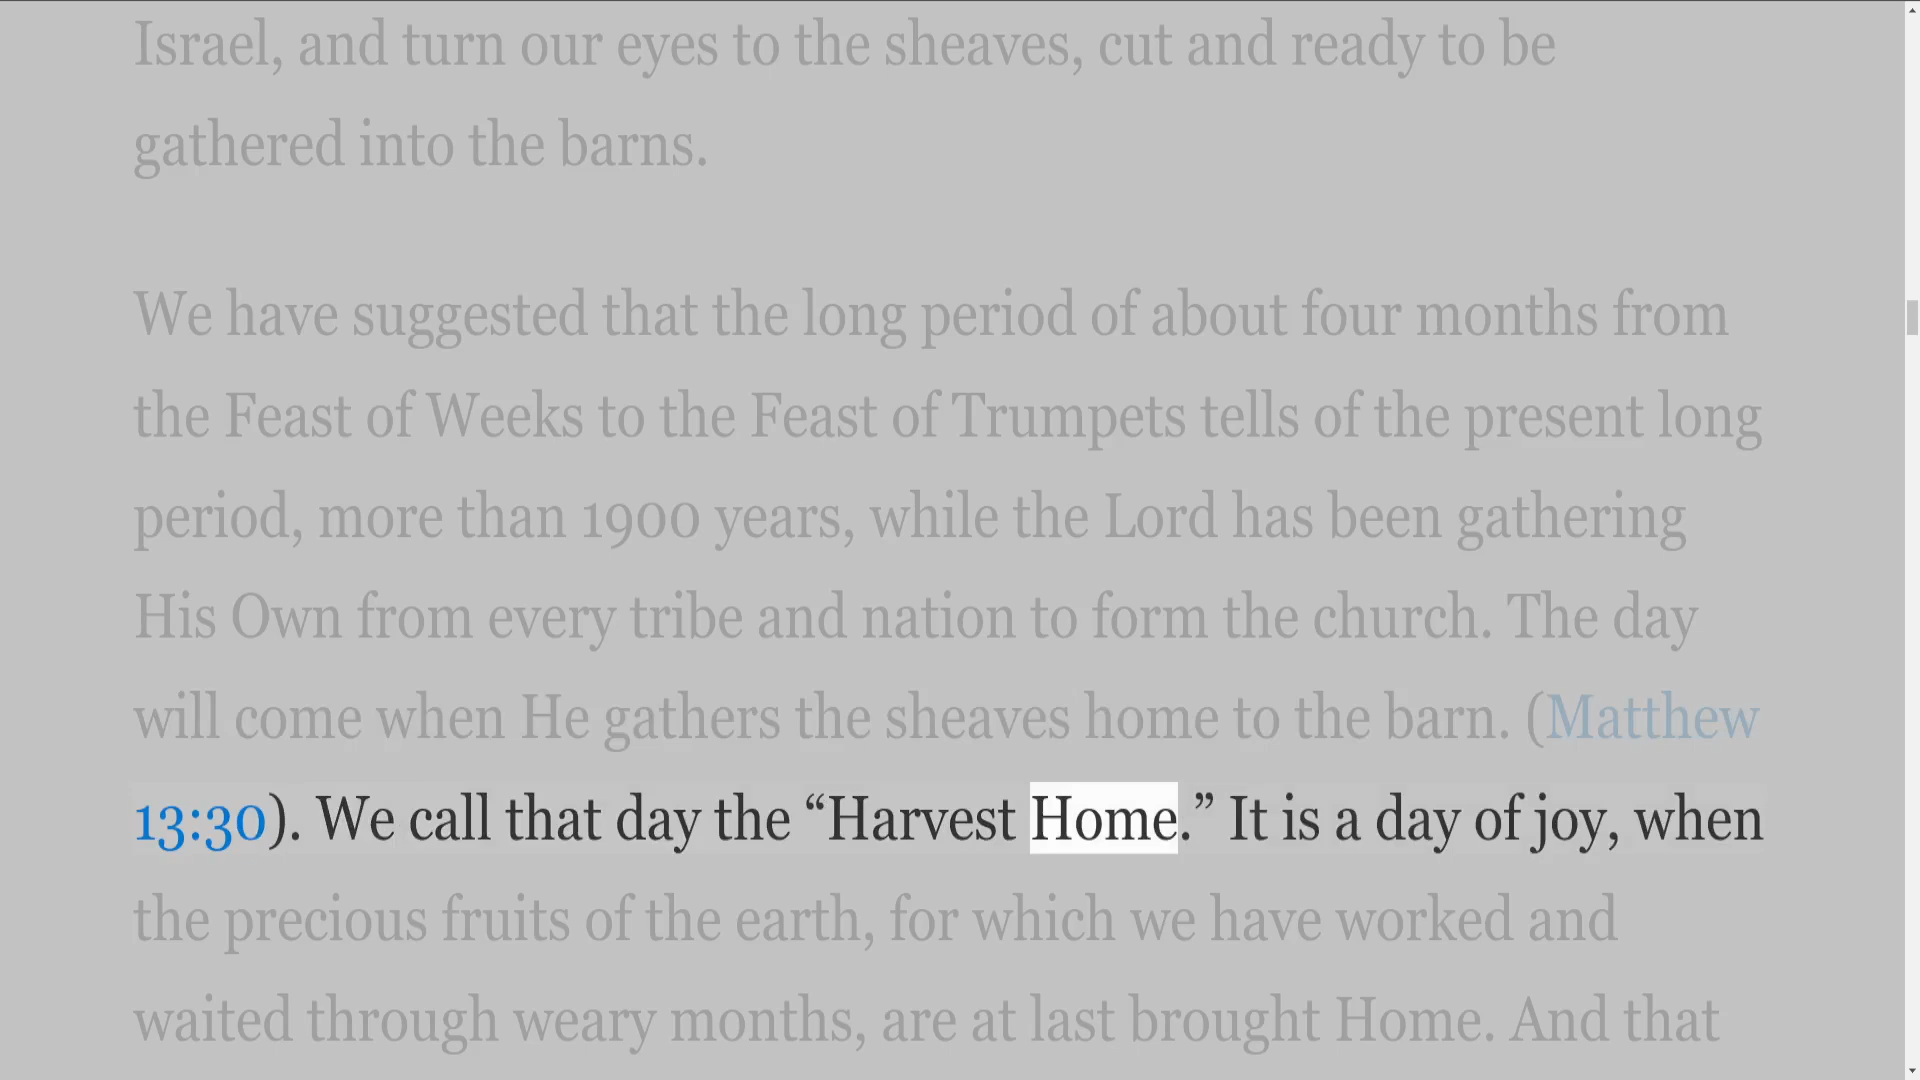 Israel, and turn our eyes to the sheaves, cut and ready to be
gathered into the barns.
We have suggested that the long period of about four months from
the Feast of Weeks to the Feast of Trumpets tells of the present long
period, more than 1900 years, while the Lord has been gathering
His Own from every tribe and nation to form the church. The day
will come when He gathers the sheaves home to the barn. (Matthew
13:30). We call that day the “Harvest Home.” It is a day of joy, when
the precious fruits of the earth, for which we have worked and
waited through weary months, are at last brought Home. And that